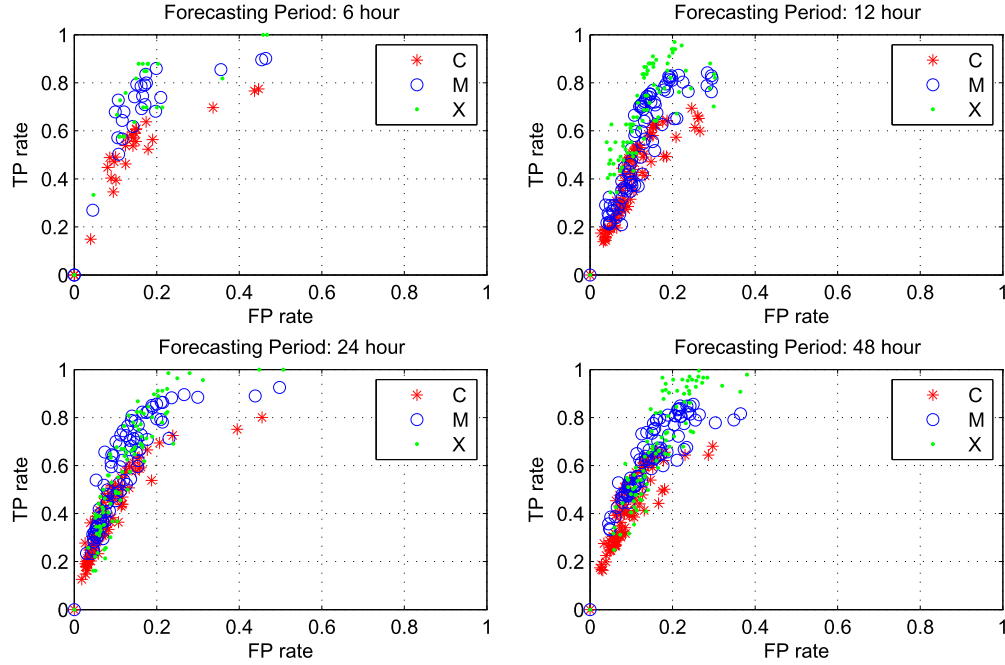 Forecasting Period: 6 hour
1
0.8
0.6
0.4
0.2
0
TP rate
C
M
X
0
0.2
0.4
0.6
0.8
1
FP rate
Forecasting Period: 12 hour
1
0.8
0.6
0.4
0.2
0
TP rate
C
M
X
0
0.2
0.4
0.6
0.8
1
FP rate
Forecasting Period: 24 hour
1
0.8
0.6
0.4
0.2
0
TP rate
C
M
X
0
0.2
0.4
0.6
0.8
1
FP rate
Forecasting Period: 48 hour
1
0.8
0.6
0.4
0.2
0
TP rate
C
M
X
0
0.2
0.4
0.6
0.8
1
FP rate